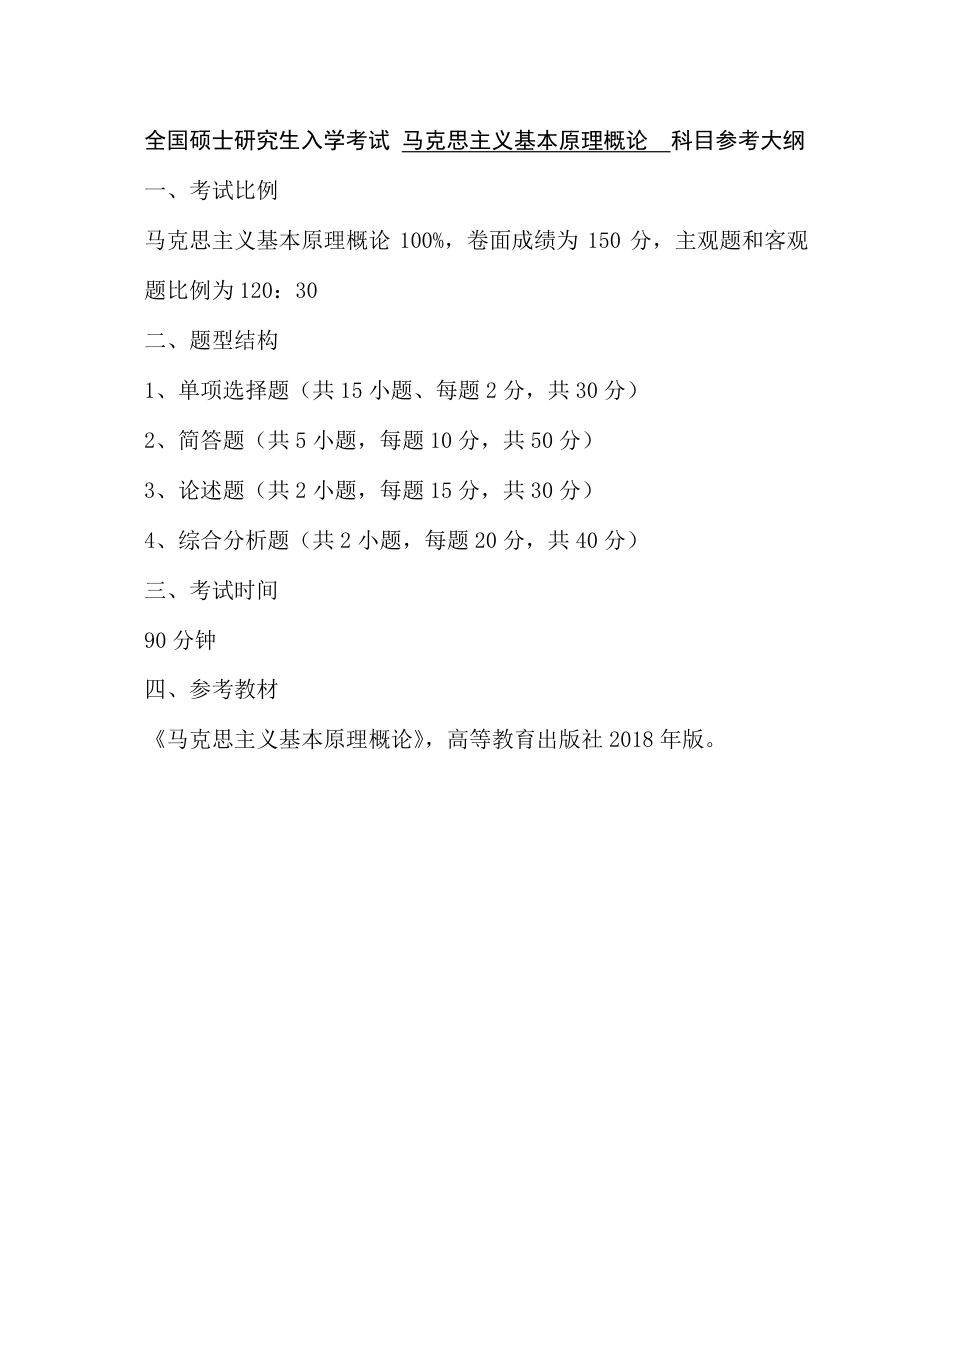 全国硕士研究生入学考试 马克思主义基本原理概论 科目参考大纲
一、考试比例
马克思主义基本原理概论 100%，卷面成绩为 150 分，主观题和客观
题比例为 120：30
二、题型结构
1、单项选择题（共 15 小题、每题 2 分，共 30 分）
2、简答题（共 5 小题，每题 10 分，共 50 分）
3、论述题（共 2 小题，每题 15 分，共 30 分）
4、综合分析题（共 2 小题，每题 20 分，共 40 分）
三、考试时间
90 分钟
四、参考教材
《马克思主义基本原理概论》，高等教育出版社 2018 年版。